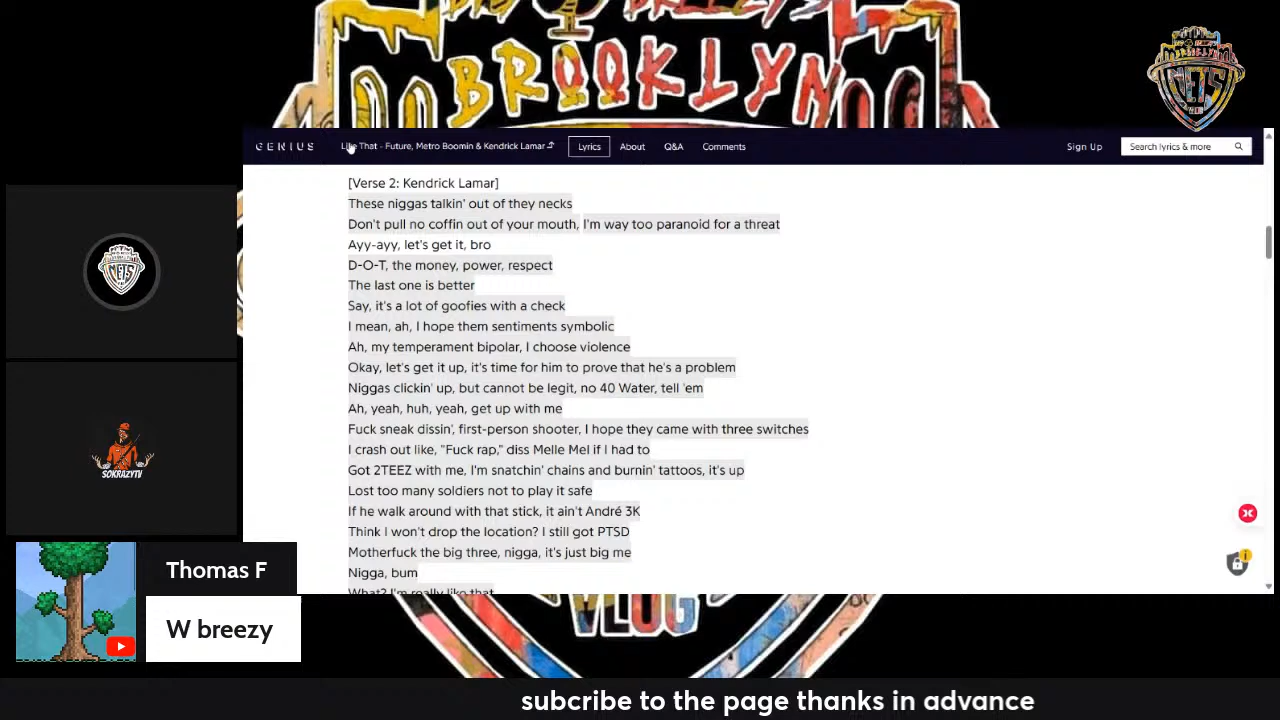 BROOKLYN
NETS
GENIUS
Like That - Future, Metro Boomin & Kendrick Lamar
Lyrics
About
Q&A
Comments
Sign Up
Search lyrics & more
[Verse 2: Kendrick Lamar]
These niggas talkin' out of they necks
Don't pull no coffin out of your mouth, I'm way too paranoid for a threat
Ayy-ayy, let's get it, bro
D-O-T, the money, power, respect
The last one is better
Say, it's a lot of goofies with a check
I mean, ah, I hope them sentiments symbolic
Ah, my temperament bipolar, I choose violence
Okay, let's get it up, it's time for him to prove that he's a problem
Niggas clickin' up, but cannot be legit, no 40 Water, tell 'em
Ah, yeah, huh, yeah, get up with me
Fuck sneak dissin', first-person shooter, I hope they came with three switches
I crash out like, "Fuck rap," diss Melle Mel if I had to
Got 2TEEZ with me, I'm snatchin' chains and burnin' tattoos, it's up
Lost too many soldiers not to play it safe
If he walk around with that stick, it ain't André 3K
Think I won't drop the location? I still got PTSD
Motherfuck the big three, nigga, it's just big me
Nigga, bum
What? I'm really like that
NETS
SOKRAZYTV
Thomas F
W breezy
VLOG
subcribe to the page thanks in advance